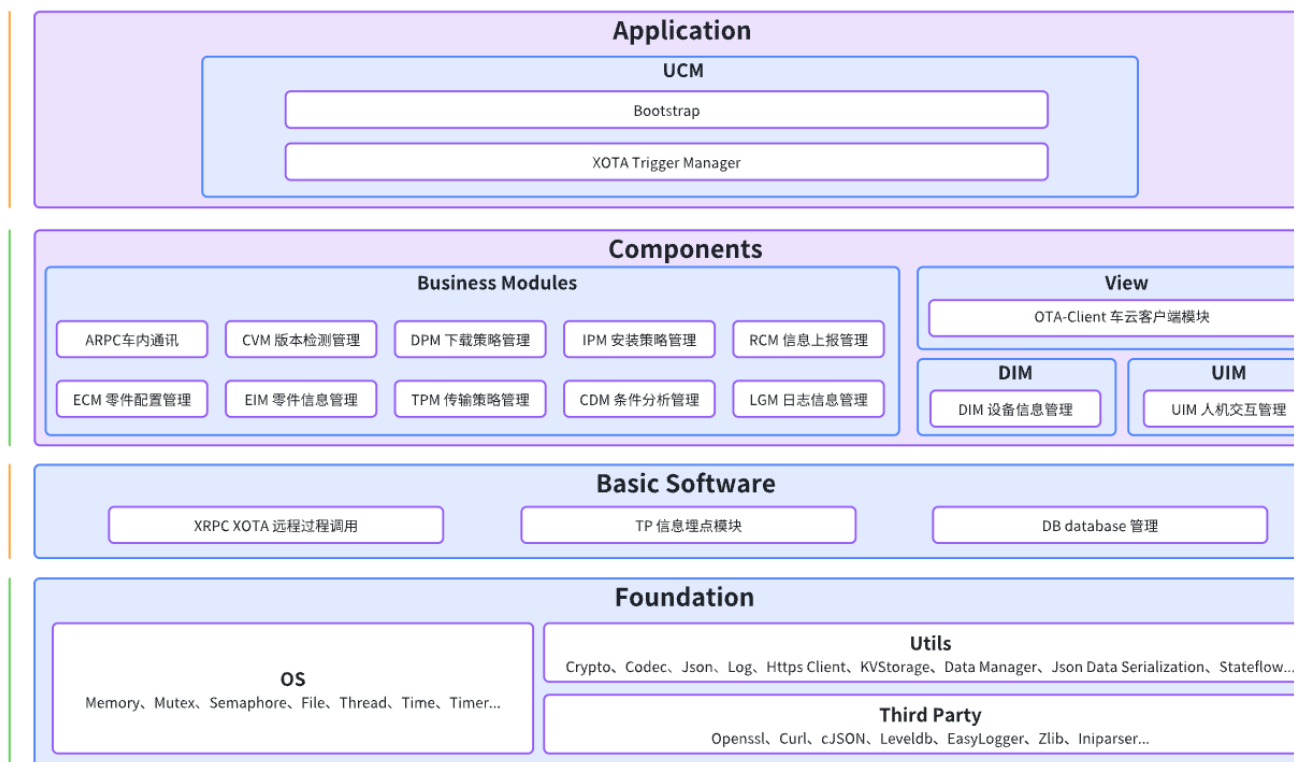 Application
UCM
Bootstrap
XOTA Trigger Manager
Components
Business Modules
ARPC车内通讯
CVM 版本检测管理
DPM 下载策略管理
IPM 安装策略管理
RCM 信息上报管理
ECM 零件配置管理
EIM 零件信息管理
TPM 传输策略管理
CDM 条件分析管理
LGM 日志信息管理
View
OTA-Client 车云客户端模块
DIM
DIM 设备信息管理
UIM
UIM 人机交互管理
Basic Software
XRPC XOTA 远程过程调用
TP 信息埋点模块
DB database 管理
Foundation
OS
Memory、Mutex、Semaphore、File、Thread、Time、Timer...
Utils
Crypto、Codec、Json、Log、Https Client、KVStorage、Data Manager、Json Data Serialization、Stateflow...
Third Party
Openssl、Curl、cJSON、Leveldb、EasyLogger、Zlib、Iniparser...